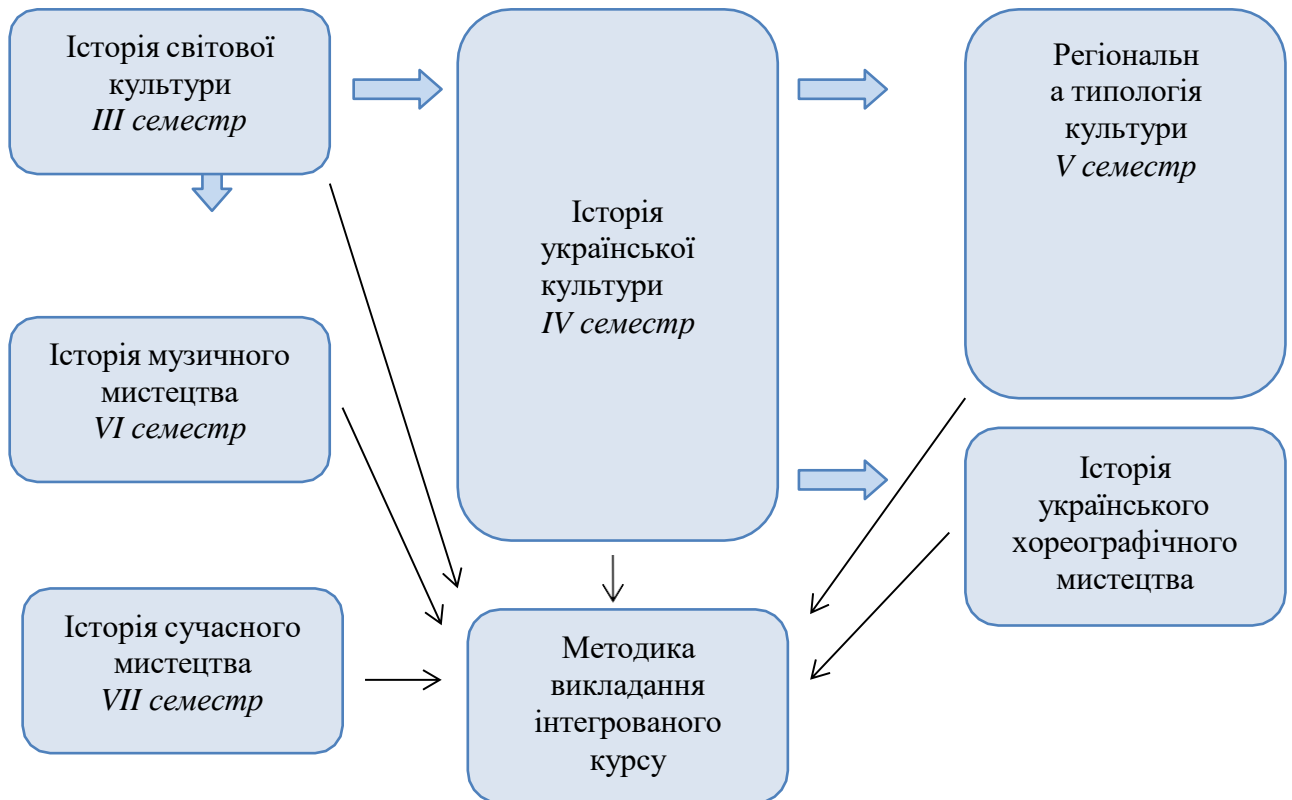 Історія світової
культури
III семестр
Історія
української
культури
IV семестр
Регіональн
а типологія
культури
V семестр
Історія музичного
мистецтва
VI семестр
Історія
українського
хореографічного
мистецтва
Історія сучасного
мистецтва
VII семестр
Методика
викладання
інтегрованого
курсу